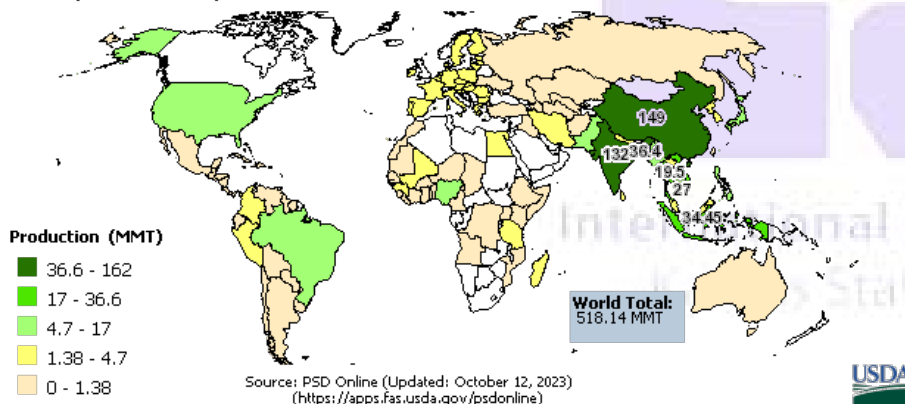 149
132 36.4
19.5
27
34.45
International
Production (MMT)
36.6 - 162
17 - 36.6
4.7 - 17
1.38 - 4.7
0 - 1.38
World Total:
518.14 MMT
Source: PSD Online (Updated: October 12, 2023)
(https://apps.fas.usda.gov/psdonline)
USDA